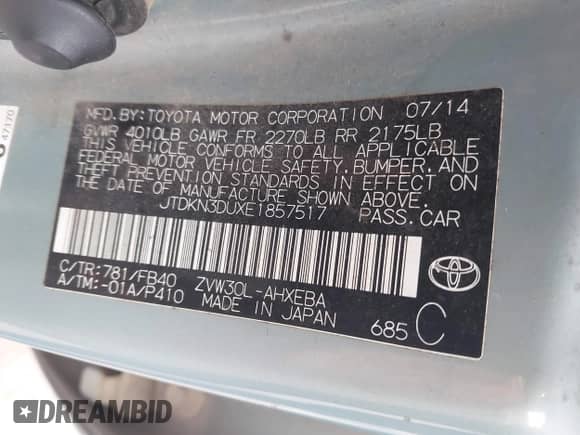 47170
MFD.BY:TOYOTA MOTOR CORPORATION 07/14
GVWR 4010LB GAWR FR 2270LB RR 2175LB
THIS VEHICLE CONFORMS TO ALL APPLICABLE
FEDERAL MOTOR VEHICLE SAFETY,BUMPER,AND
THEFT PREVENTION STANDARDS IN EFFECT ON
THE DATE OF MANUFACTURE SHOWN ABOVE.
JTDKN3DUXE1857517 PASS.CAR
C/TR:781/FB40
A/TM:-01A/P410
ZVW30L-AHXEBA
MADE IN JAPAN
685 C
DREAMBID